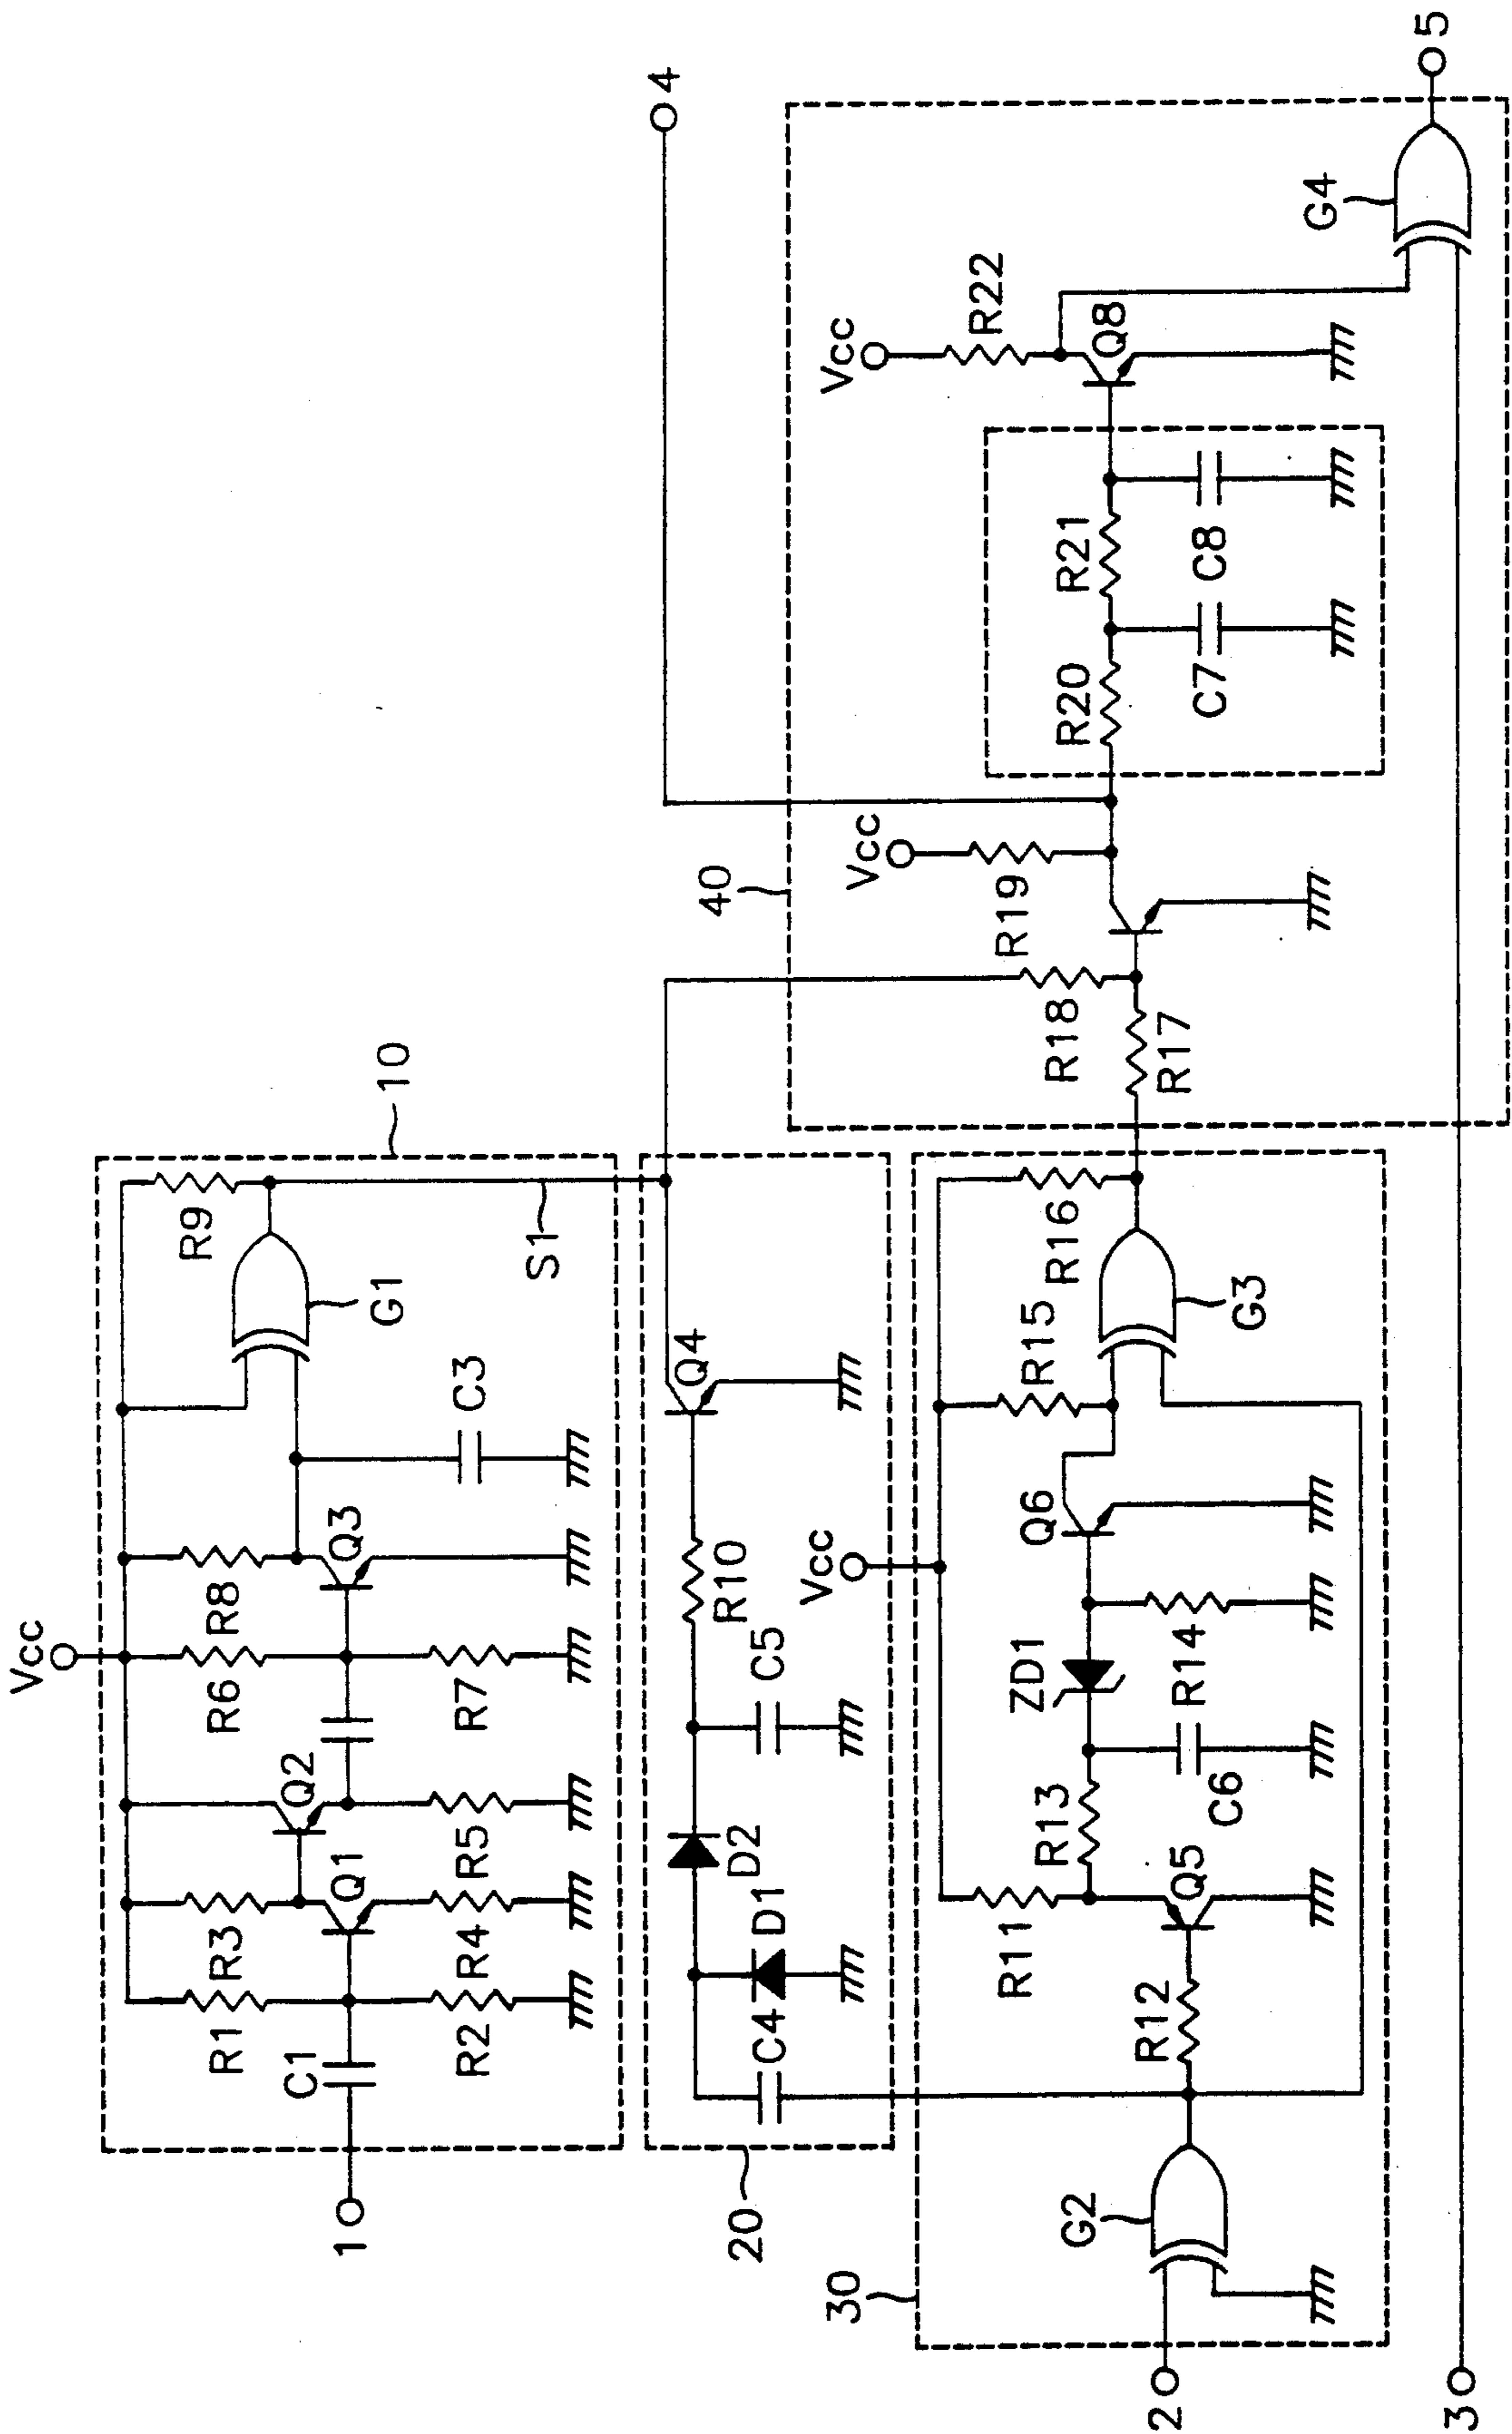 Vcc
10
R1
R3
R6
R8
R9
C1
Q1
Q2
Q3
G1
R2
R4
R5
R7
C3
1
S1
4
20
C4
D1
D2
C5
R10
Q4
30
Vcc
R11
R12
R13
Q5
C6
ZD1
R14
Q6
R15
R16
G2
G3
2
40
Vcc
R19
R18
R17
R20
R21
C7
C8
Vcc
R22
Q8
G4
3
5